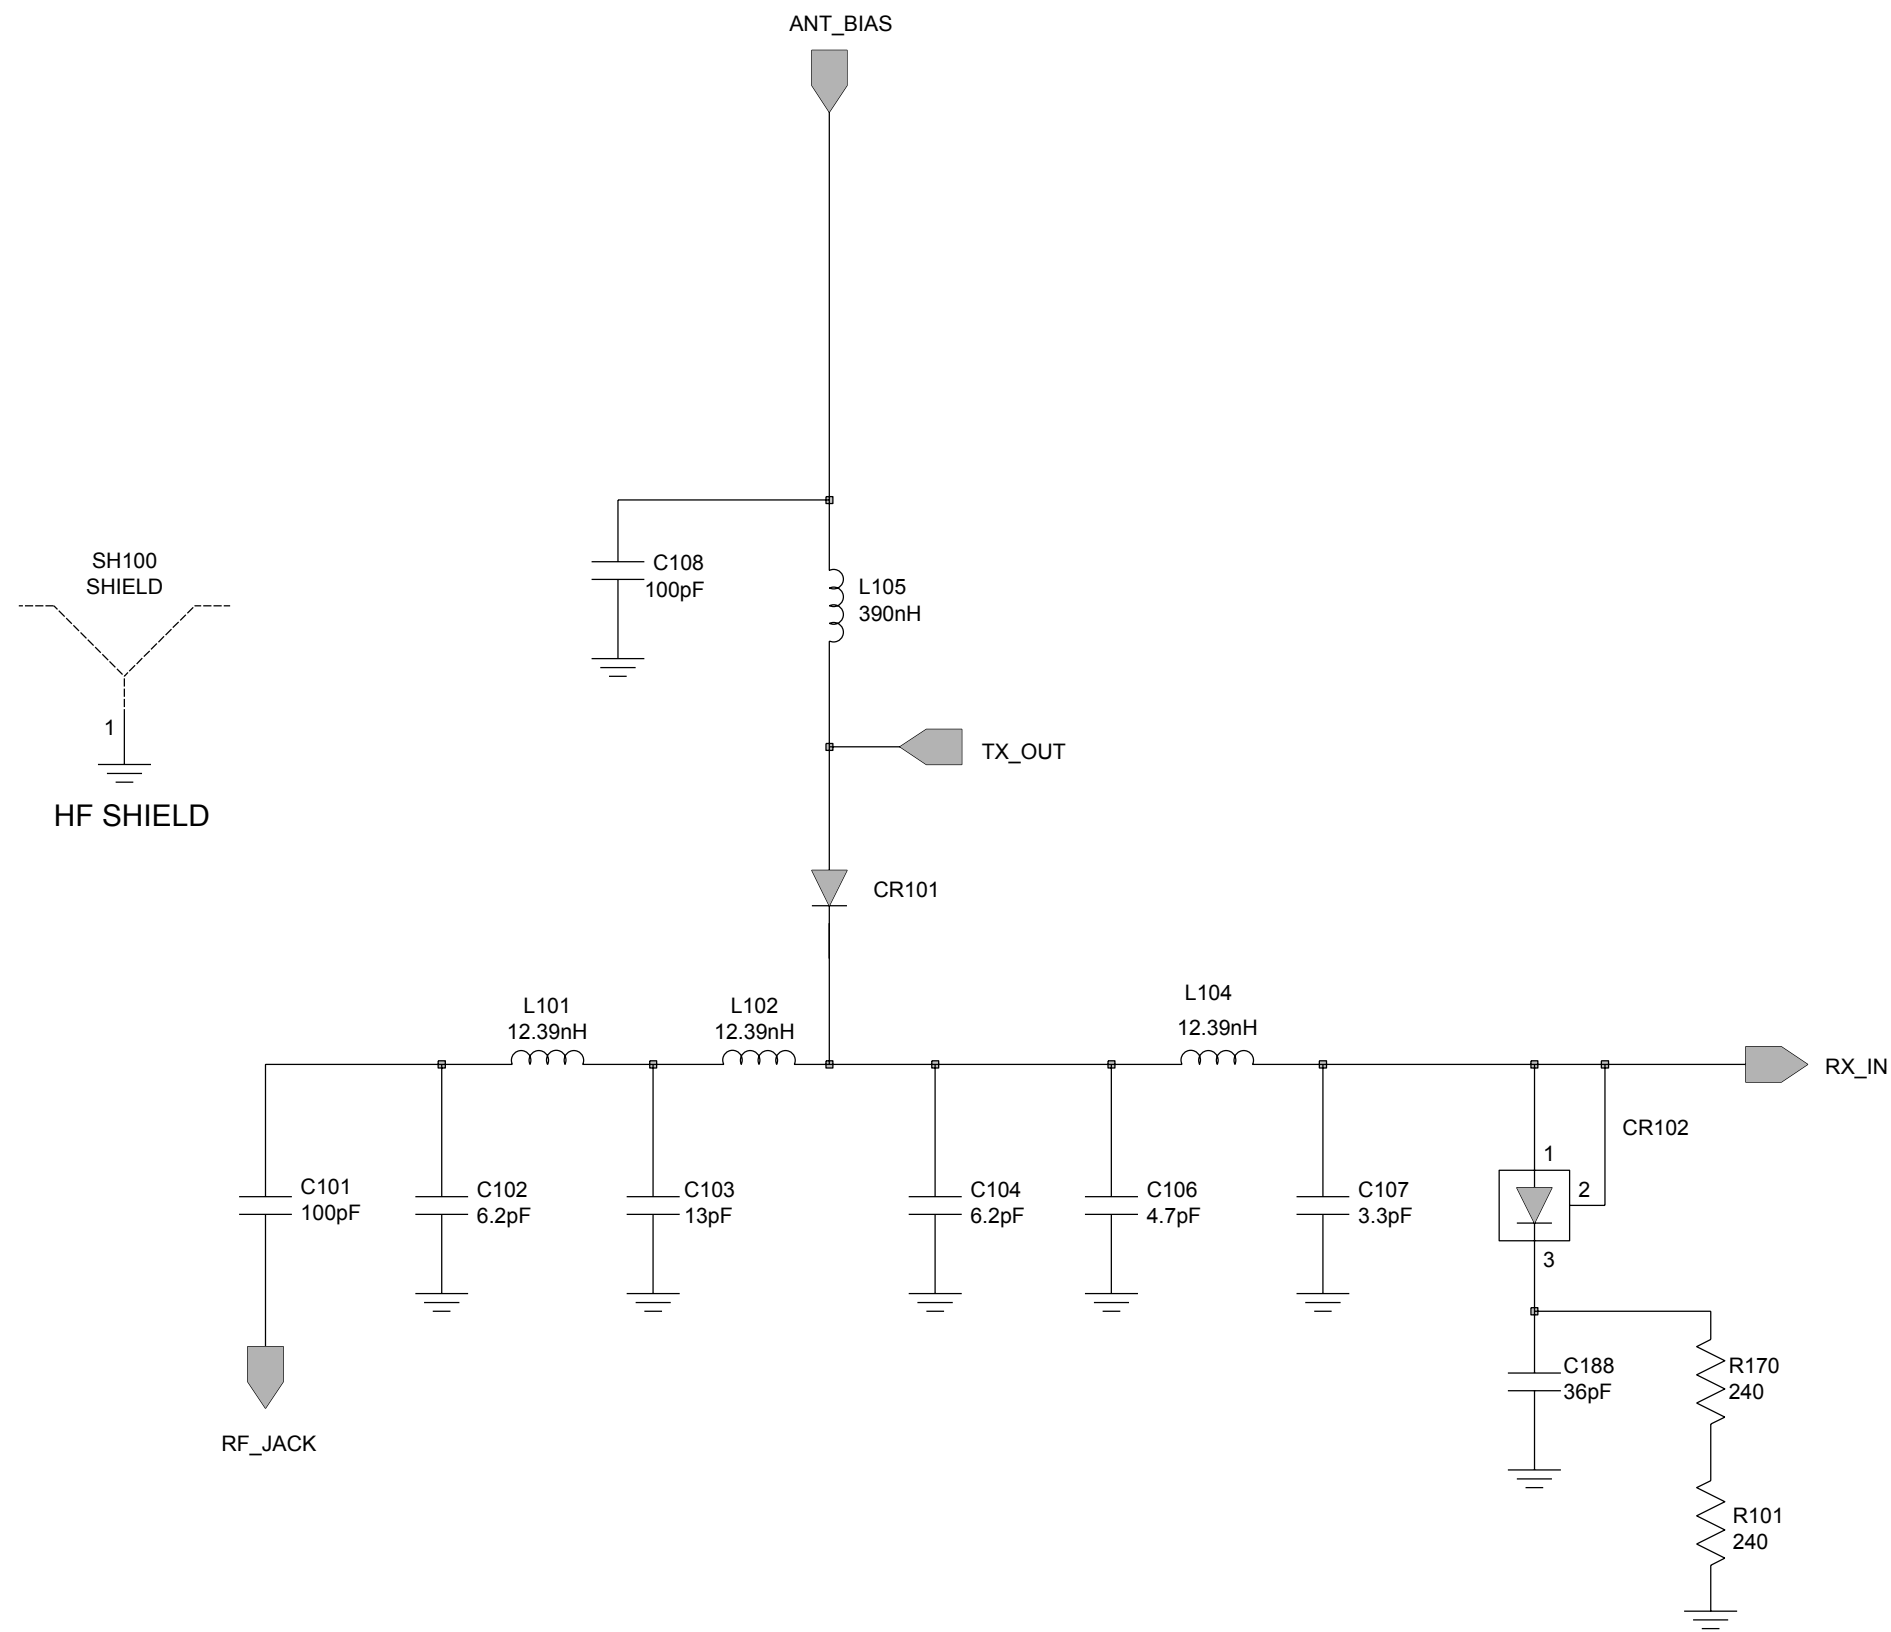 ANT_BIAS
SH100
SHIELD
1
HF SHIELD
C108
100pF
L105
390nH
TX_OUT
CR101
L101
12.39nH
L102
12.39nH
L104
12.39nH
RX_IN
CR102
1
2
3
C101
100pF
C102
6.2pF
C103
13pF
C104
6.2pF
C106
4.7pF
C107
3.3pF
C188
36pF
R170
240
R101
240
RF_JACK